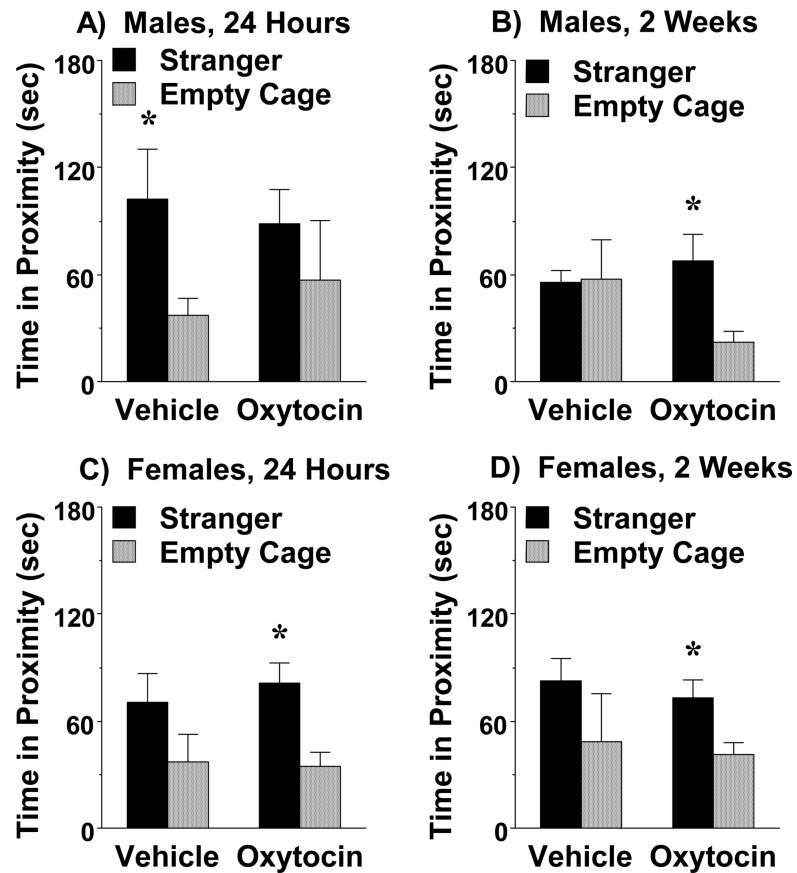 A) Males, 24 Hours
Time in Proximity (sec)
180
120
60
0
Stranger
Empty Cage
*
Vehicle Oxytocin
B) Males, 2 Weeks
Time in Proximity (sec)
180
120
60
0
Stranger
Empty Cage
*
Vehicle Oxytocin
C) Females, 24 Hours
Time in Proximity (sec)
180
120
60
0
Stranger
Empty Cage
*
Vehicle Oxytocin
D) Females, 2 Weeks
Time in Proximity (sec)
180
120
60
0
Stranger
Empty Cage
*
Vehicle Oxytocin